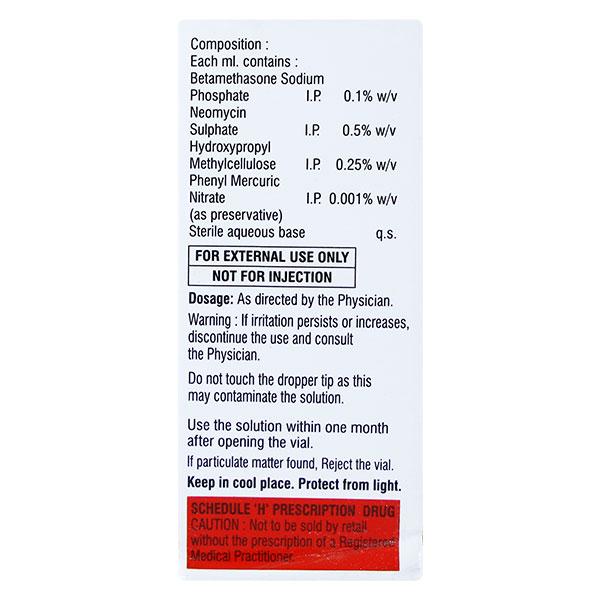 Composition :
Each ml. contains :
Betamethasone Sodium
Phosphate I.P. 0.1% w/v
Neomycin
Sulphate I.P. 0.5% w/v
Hydroxypropyl
Methylcellulose I.P. 0.25% w/v
Phenyl Mercuric
Nitrate I.P. 0.001% w/v
(as preservative)
Sterile aqueous base q.s.
FOR EXTERNAL USE ONLY
NOT FOR INJECTION
Dosage: As directed by the Physician.
Warning : If irritation persists or increases,
discontinue the use and consult
the Physician.
Do not touch the dropper tip as this
may contaminate the solution.
Use the solution within one month
after opening the vial.
If particulate matter found, Reject the vial.
Keep in cool place. Protect from light.
SCHEDULE 'H' PRESCRIPTION DRUG
CAUTION : Not to be sold by retail
without the prescription of a Registered
Medical Practitioner.